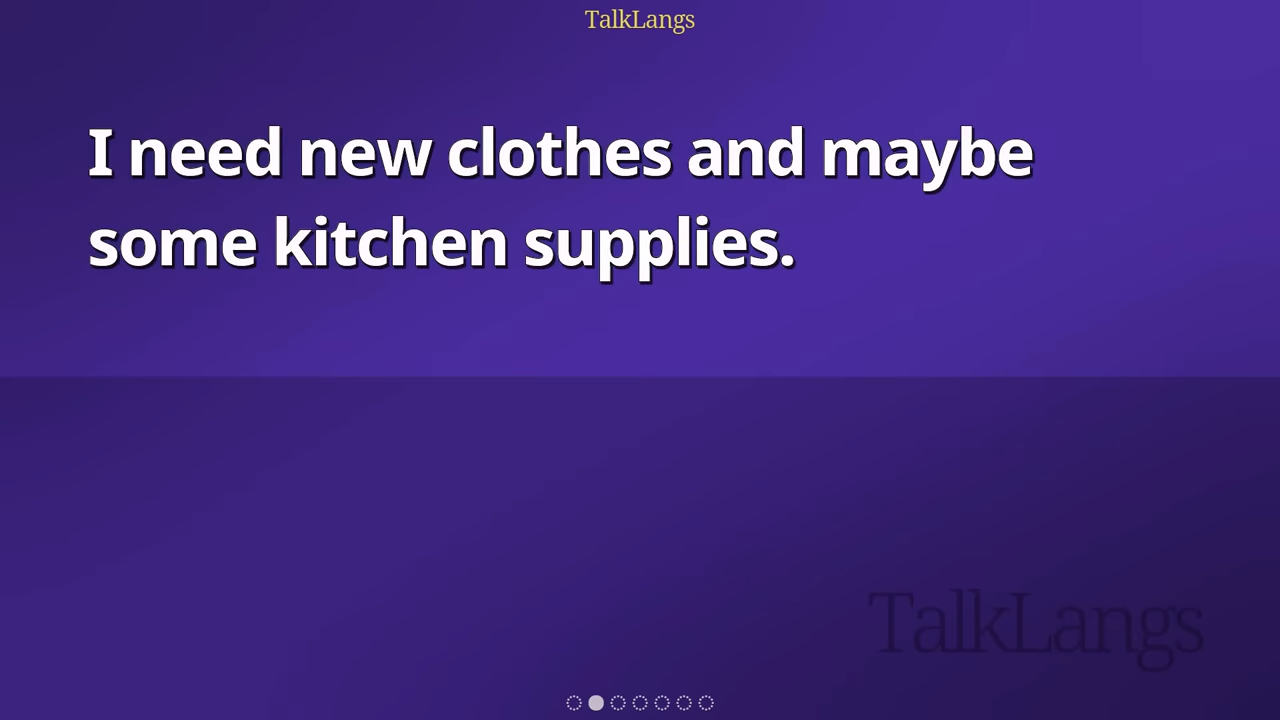 TalkLangs
I need new clothes and maybe
some kitchen supplies.
TalkLangs